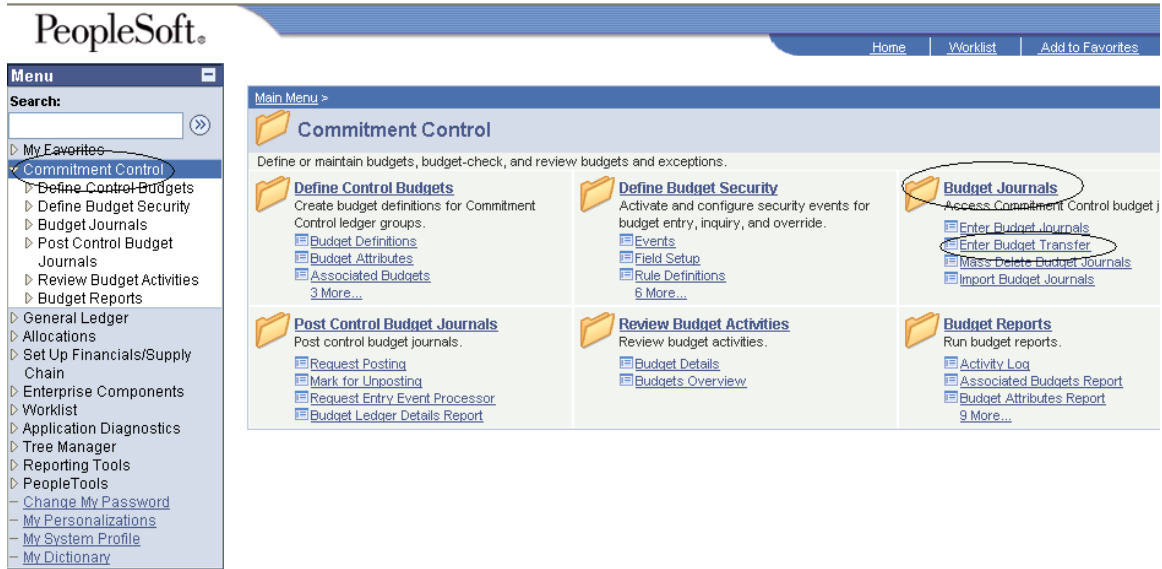 PeopleSoft®
Home
Worklist
Add to Favorites
Menu
Search:
My Favorites
Commitment Control
Define Control Budgets
Define Budget Security
Budget Journals
Post Control Budget
Journals
Review Budget Activities
Budget Reports
General Ledger
Allocations
Set Up Financials/Supply
Chain
Enterprise Components
Worklist
Application Diagnostics
Tree Manager
Reporting Tools
PeopleTools
Change My Password
My Personalizations
My System Profile
My Dictionary
Main Menu >
Commitment Control
Define or maintain budgets, budget-check, and review budgets and exceptions.
Define Control Budgets
Create budget definitions for Commitment
Control ledger groups.
Budget Definitions
Budget Attributes
Associated Budgets
3 More...
Define Budget Security
Activate and configure security events for
budget entry, inquiry, and override.
Events
Field Setup
Rule Definitions
6 More...
Budget Journals
Access Commitment Control budget j
Enter Budget Journals
Enter Budget Transfer
Mass Delete Budget Journals
Import Budget Journals
Post Control Budget Journals
Post control budget journals.
Request Posting
Mark for Unposting
Request Entry Event Processor
Budget Ledger Details Report
Review Budget Activities
Review budget activities.
Budget Details
Budgets Overview
Budget Reports
Run budget reports.
Activity Log
Associated Budgets Report
Budget Attributes Report
9 More...